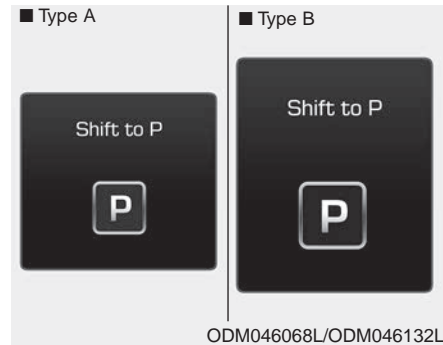 ■ Type A
Shift to P
P
■ Type B
Shift to P
P
ODM046068L/ODM046132L